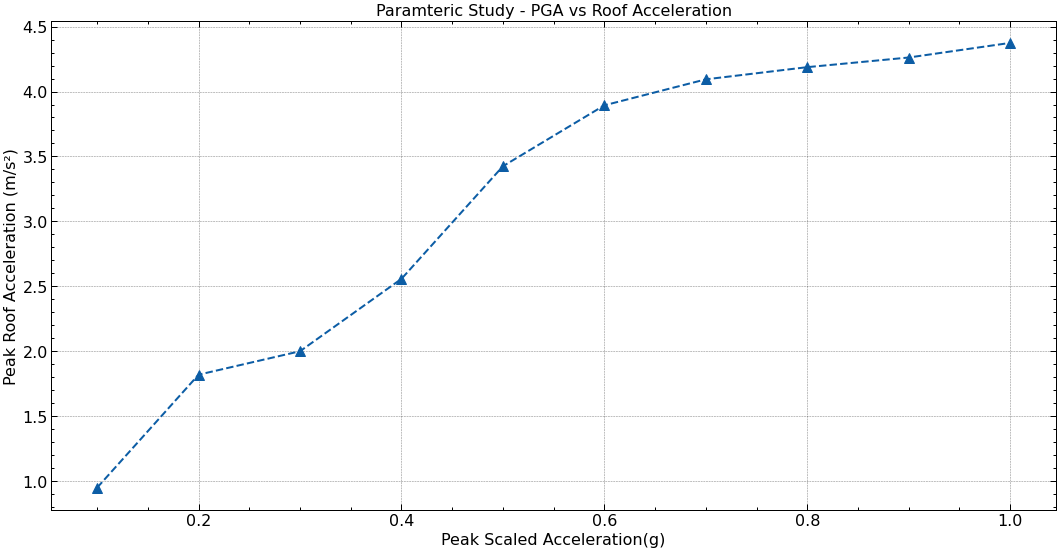 Paramteric Study - PGA vs Roof Acceleration
Peak Roof Acceleration (m/s²)
4.5
4.0
3.5
3.0
2.5
2.0
1.5
1.0
0.2 0.4 0.6 0.8 1.0
Peak Scaled Acceleration(g)